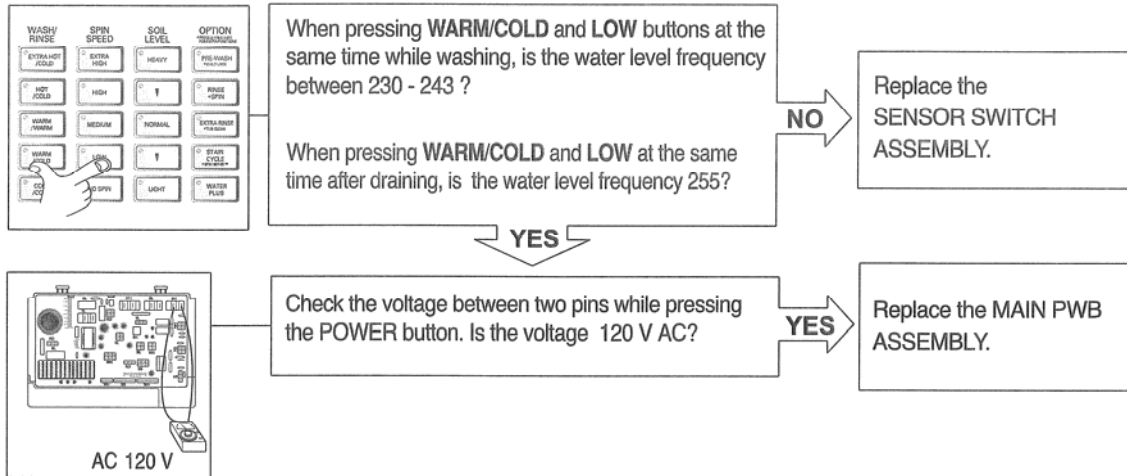 WASH/ SPIN SOIL OPTION
RINSE SPEED LEVEL
EXTRA HOT EXTRA HEAVY PRE-WASH
/COLD HIGH
HOT HIGH RINSE
/COLD +SPIN
WARM MEDIUM NORMAL EXTRA RINSE
/WARM
WARM LOW STAIN
/COLD CYCLE
LIGHT WATER
PLUS
When pressing WARM/COLD and LOW buttons at the
same time while washing, is the water level frequency
between 230 - 243 ?
When pressing WARM/COLD and LOW at the same
time after draining, is the water level frequency 255?
NO
Replace the
SENSOR SWITCH
ASSEMBLY.
YES
AC 120 V
Check the voltage between two pins while pressing
the POWER button. Is the voltage 120 V AC?
YES
Replace the MAIN PWB
ASSEMBLY.